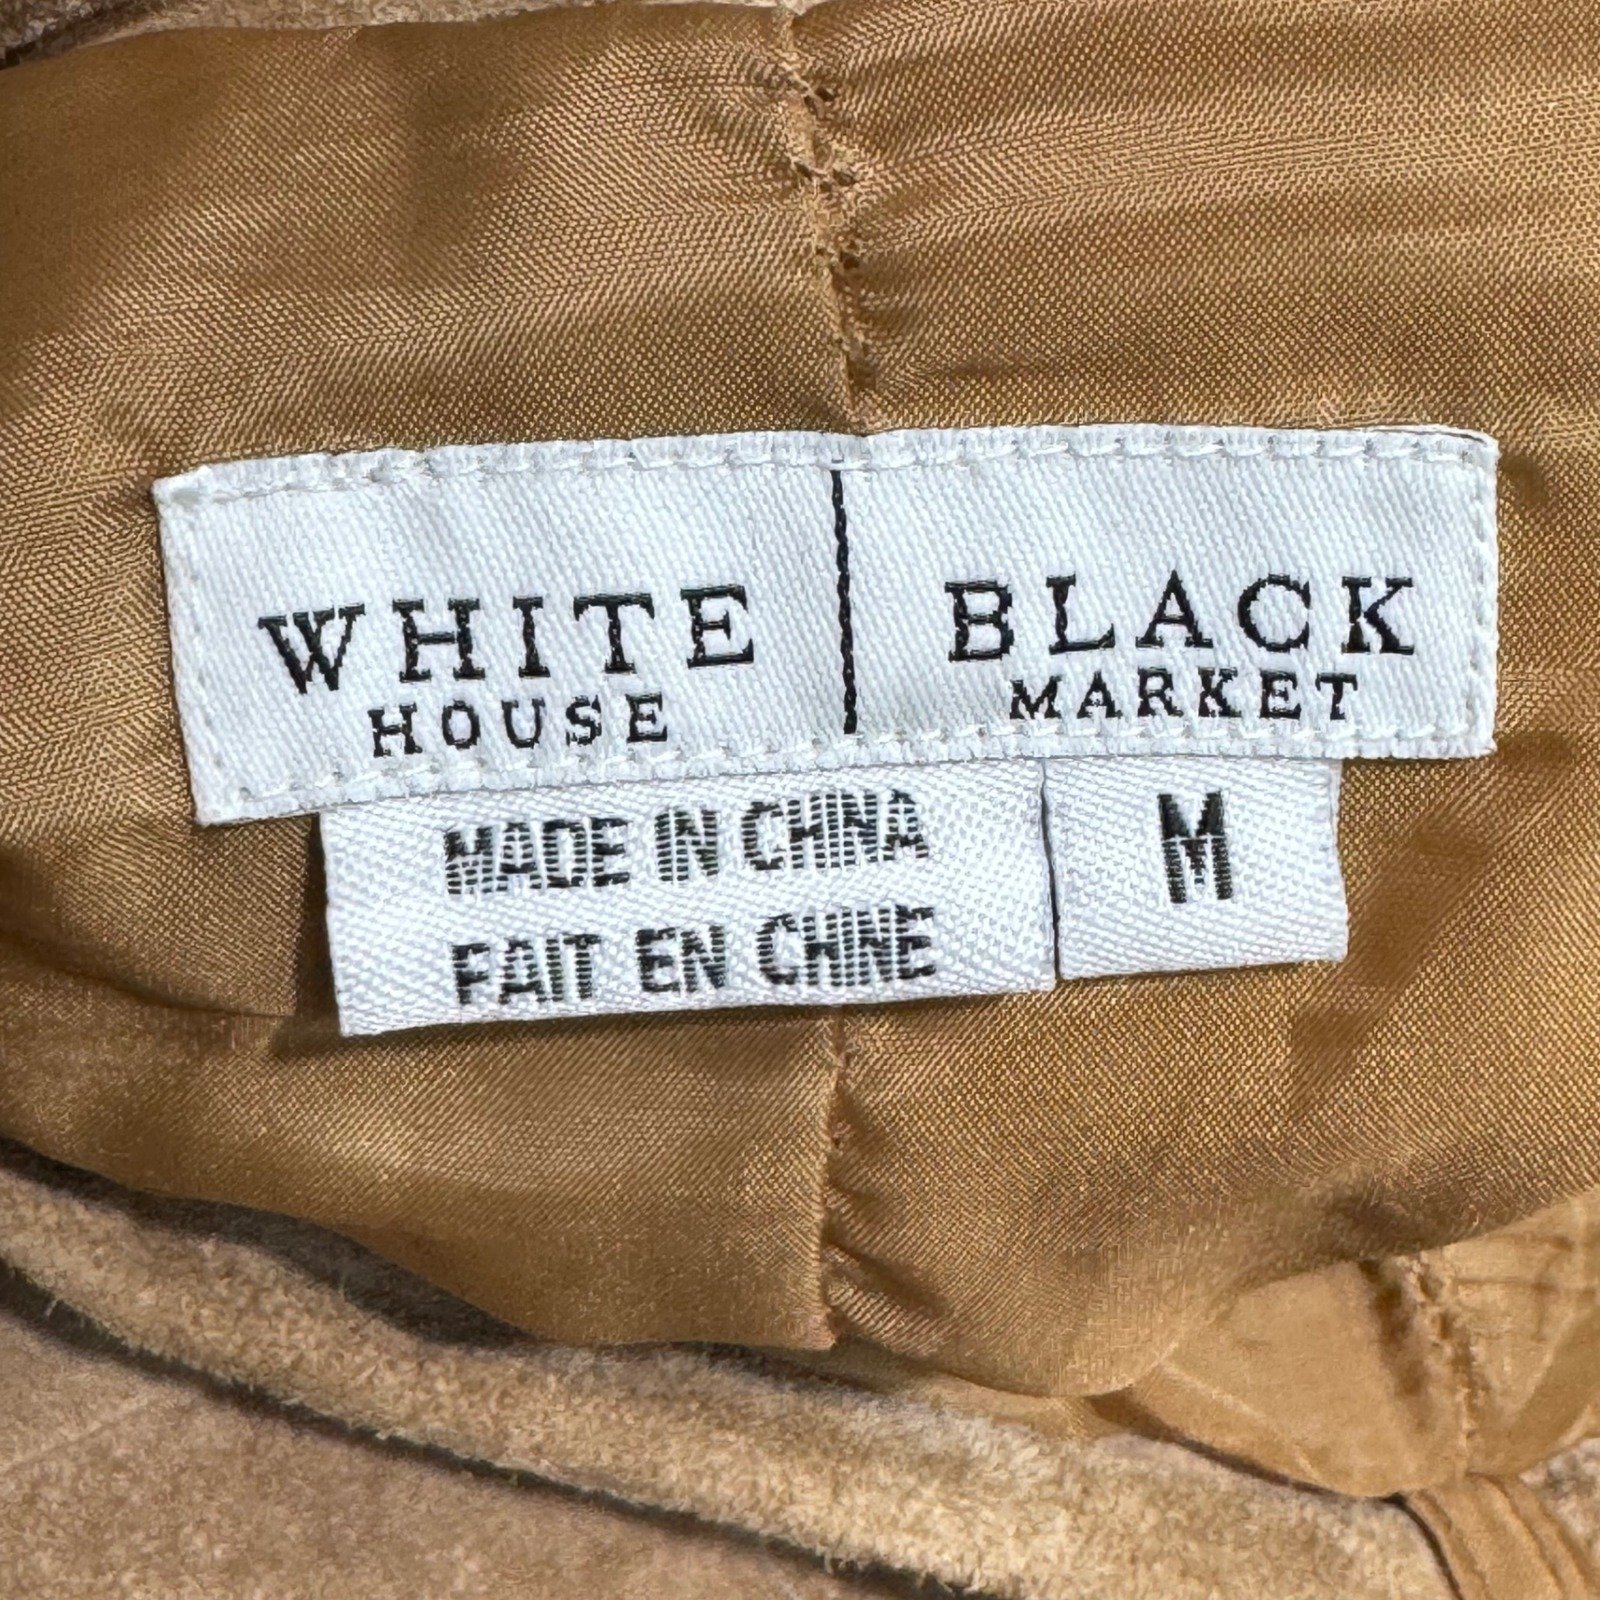 WHITE
HOUSE
BLACK
MARKET
MADE IN CHINA
FAIT EN CHINE
M